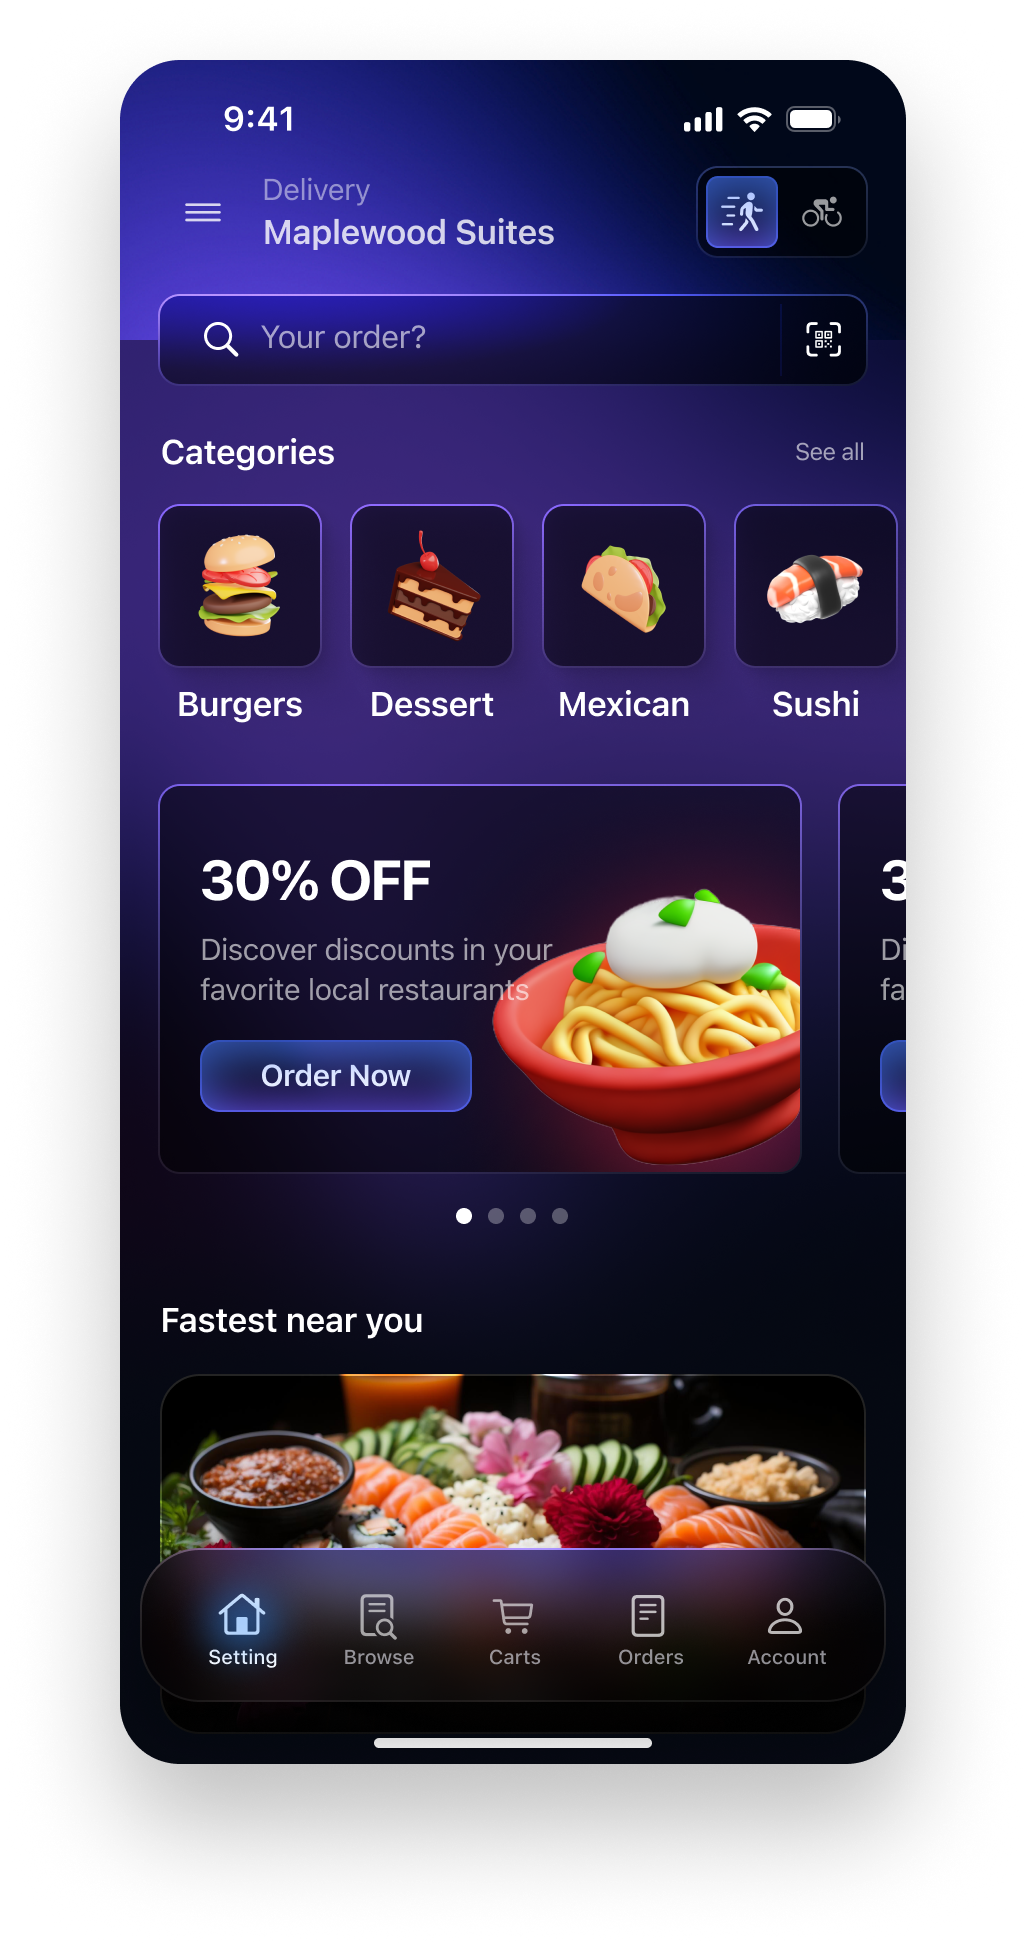 9:41
Delivery
Maplewood Suites
Your order?
Categories
See all
Burgers
Dessert
Mexican
Sushi
30% OFF
Discover discounts in your
favorite local restaurants
Order Now
3
Di
fa
Fastest near you
Setting
Browse
Carts
Orders
Account